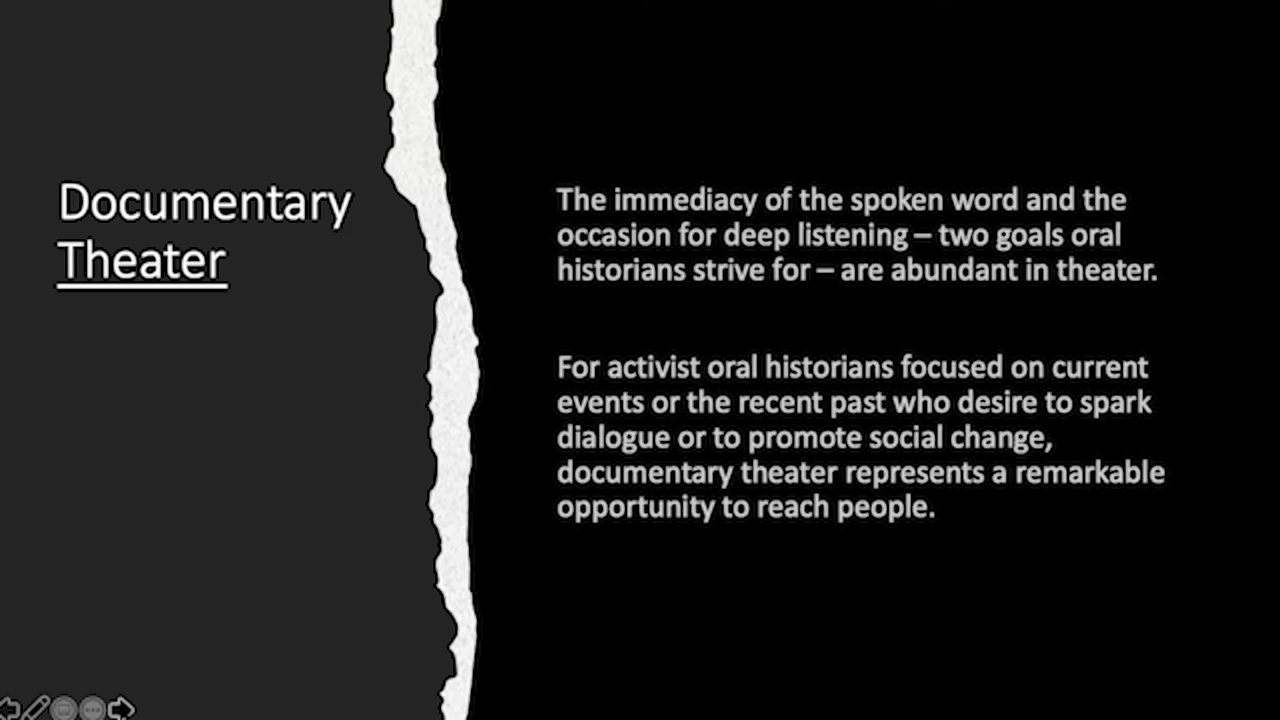 Documentary
Theater
The immediacy of the spoken word and the
occasion for deep listening – two goals oral
historians strive for – are abundant in theater.
For activist oral historians focused on current
events or the recent past who desire to spark
dialogue or to promote social change,
documentary theater represents a remarkable
opportunity to reach people.